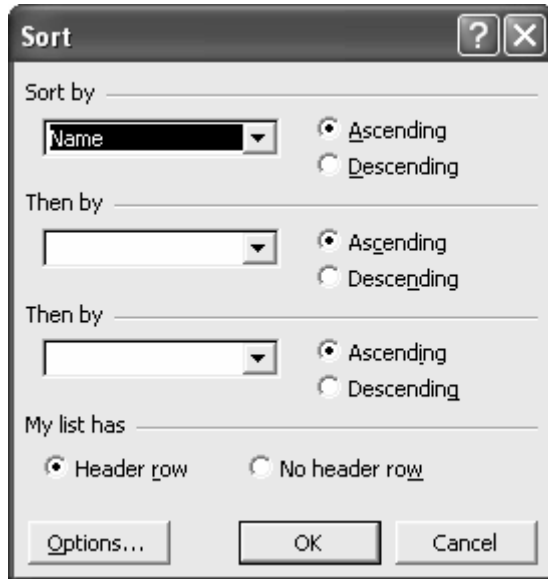 Sort
Sort by
Name
Ascending
Descending
Then by
Ascending
Descending
Then by
Ascending
Descending
My list has
Header row No header row
Options... OK Cancel